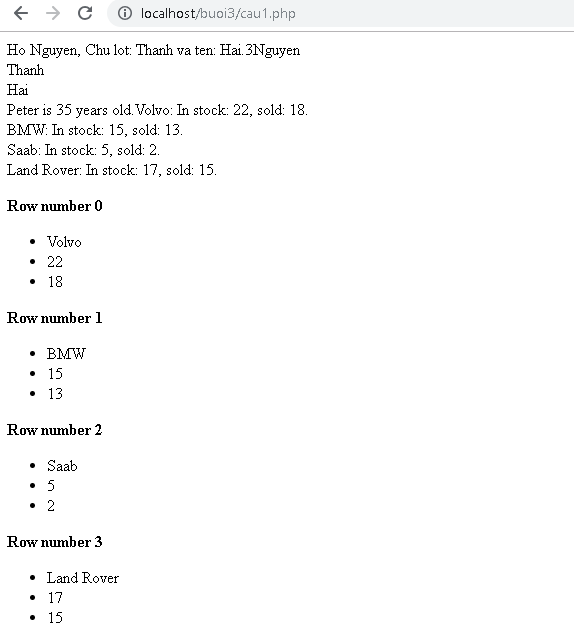 localhost/buoi3/cau1.php
Ho Nguyen, Chu lot: Thanh va ten: Hai.3Nguyen
Thanh
Hai
Peter is 35 years old.Volvo: In stock: 22, sold: 18.
BMW: In stock: 15, sold: 13.
Saab: In stock: 5, sold: 2.
Land Rover: In stock: 17, sold: 15.
Row number 0
Volvo
22
18
Row number 1
BMW
15
13
Row number 2
Saab
5
2
Row number 3
Land Rover
17
15